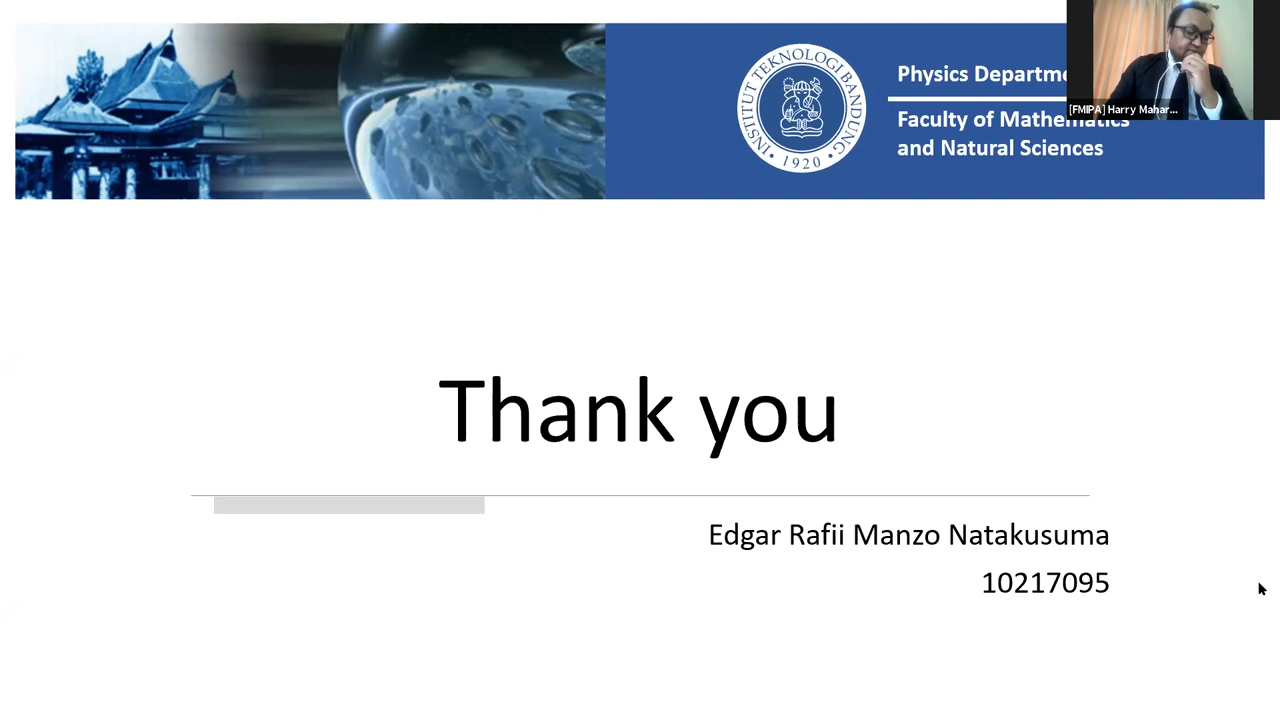 INSTITUT TEKNOLOGI BANDUNG
1920
Physics Departme
Faculty of Mathematics
and Natural Sciences
[FMIPA] Harry Mahar...
Thank you
Edgar Rafii Manzo Natakusuma
10217095